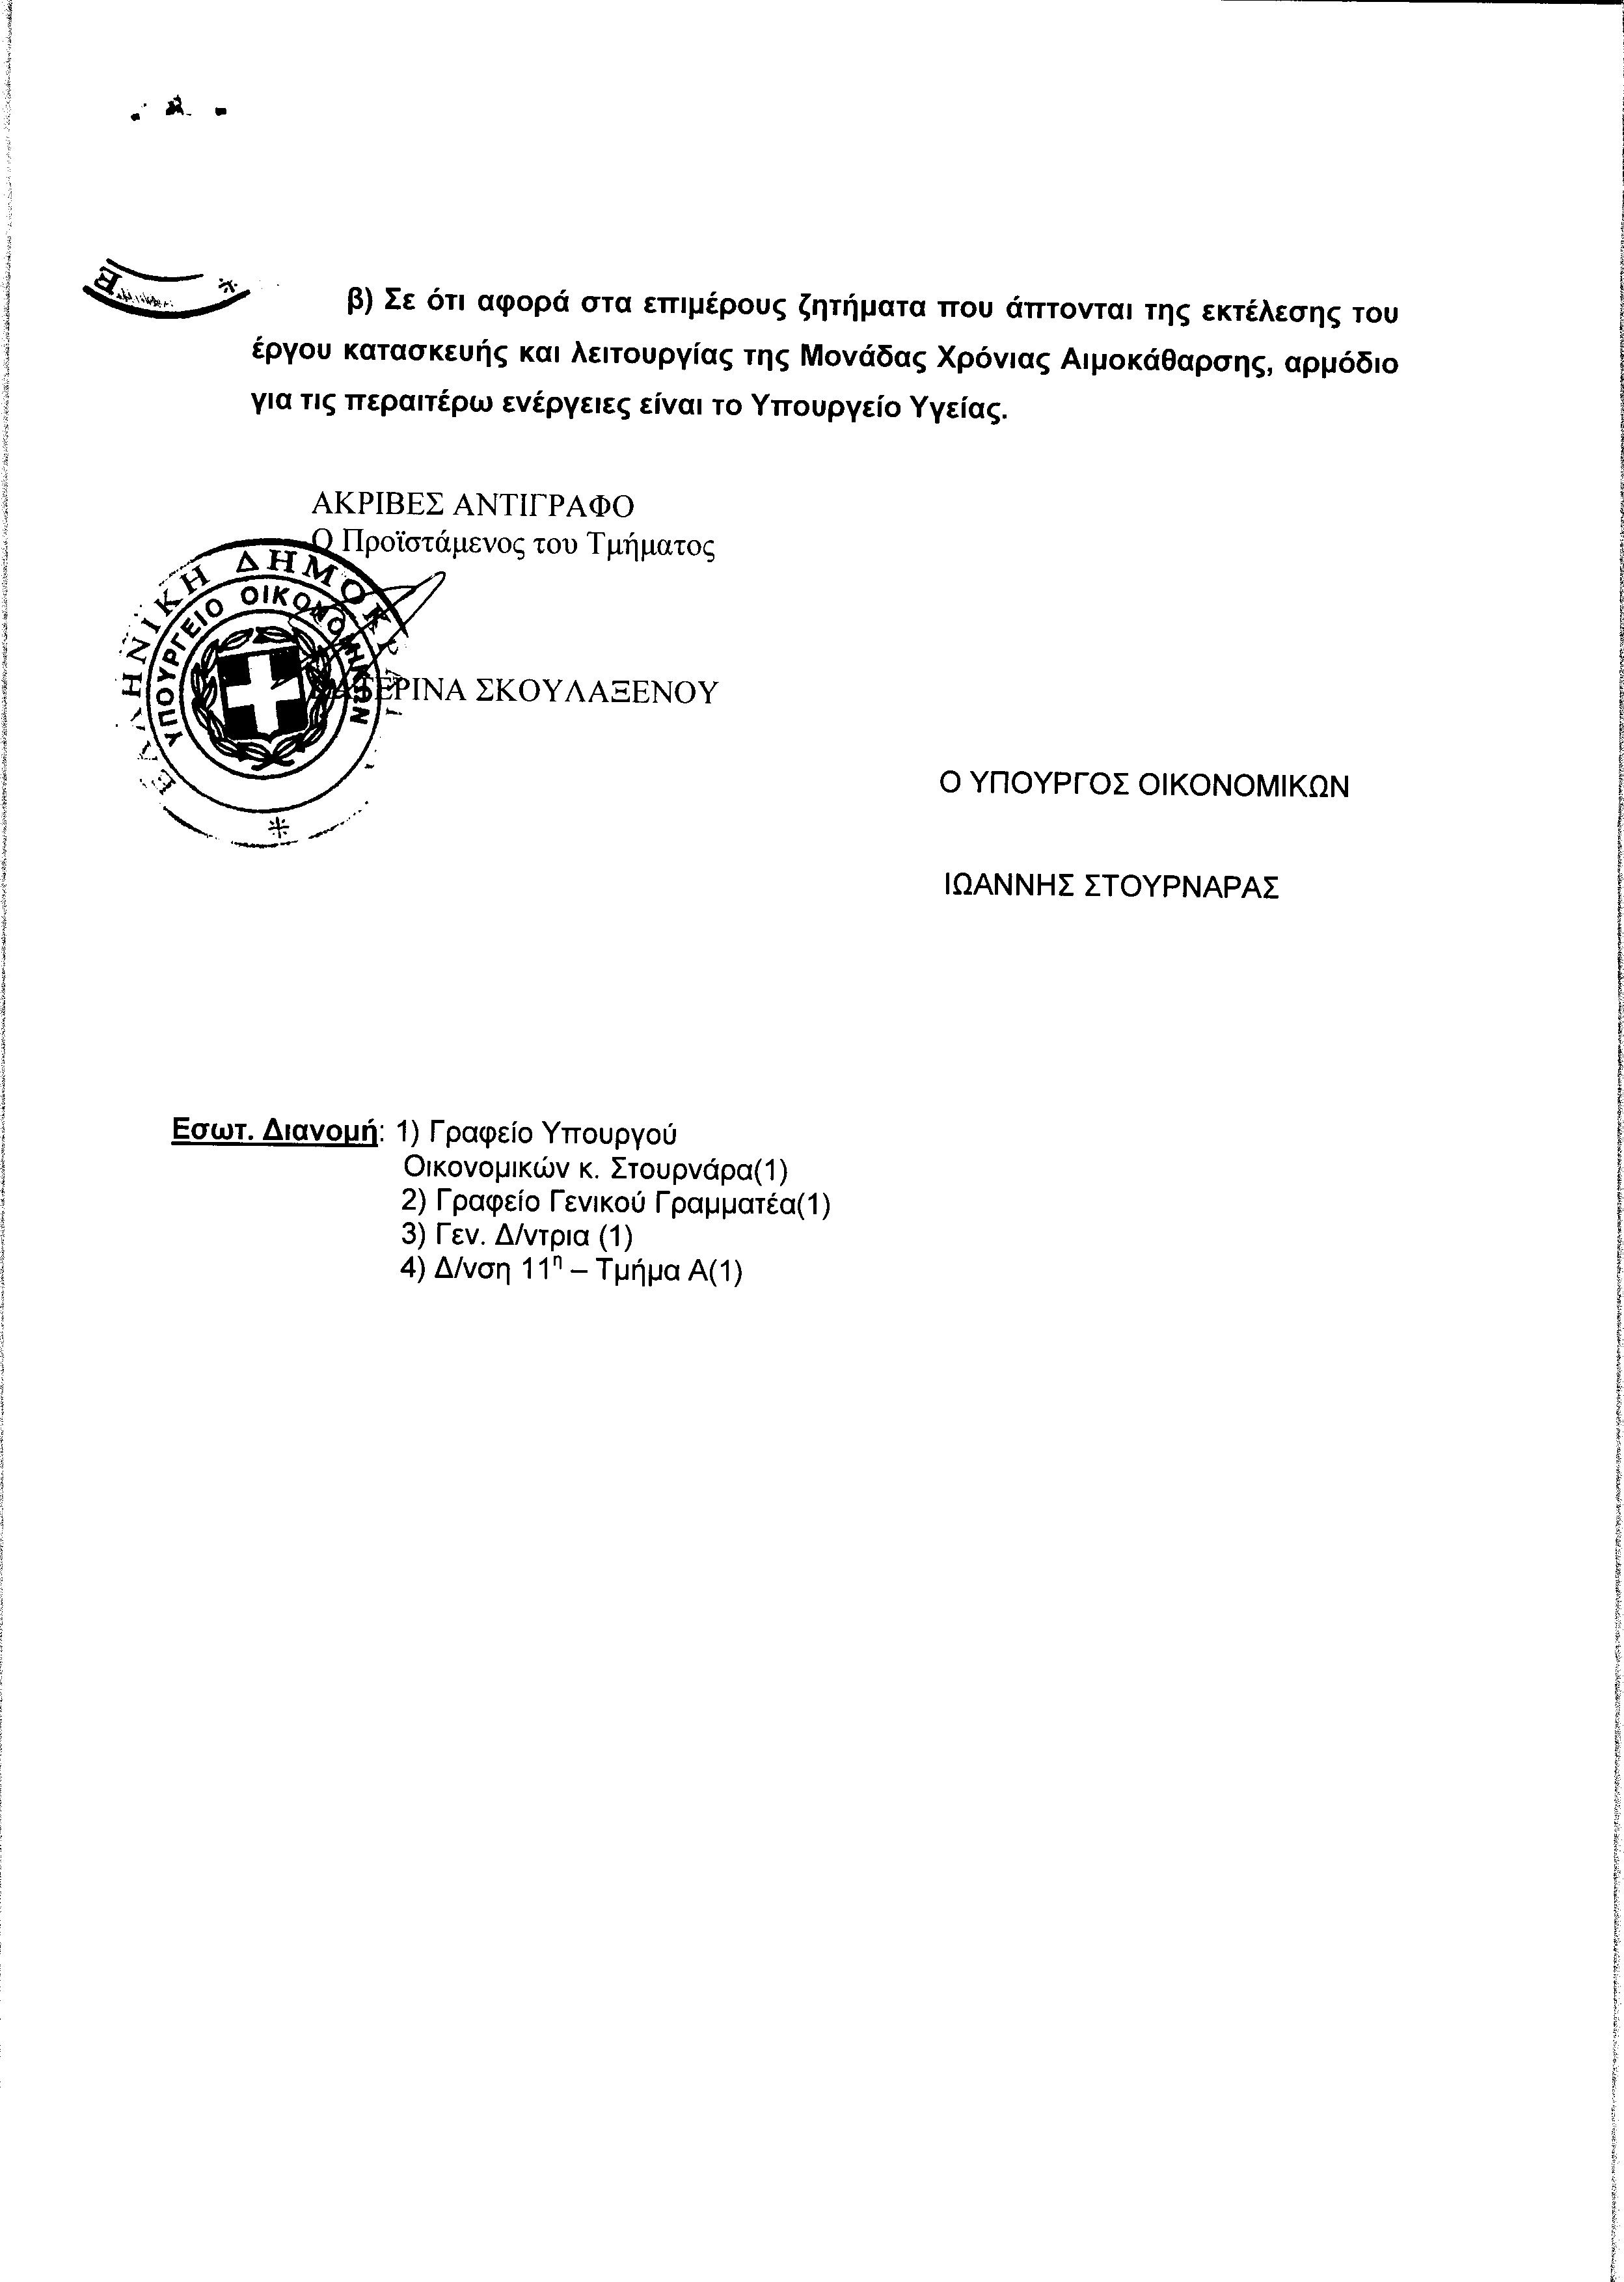 β) Σε ότι αφορά στα επιμέρους ζητήματα που άπτονται της εκτέλεσης του
έργου κατασκευής και λειτουργίας της Μονάδας Χρόνιας Αιμοκάθαρσης, αρμόδιο
για τις περαιτέρω ενέργειες είναι το Υπουργείο Υγείας.
ΑΚΡΙΒΕΣ ΑΝΤΙΓΡΑΦΟ
Ο Προϊστάμενος του Τμήματος
ΕΛΛΗΝΙΚΗ ΔΗΜΟΚΡΑΤΙΑ
ΥΠΟΥΡΓΕΙΟ ΟΙΚΟΝΟΜΙΚΩΝ
ΚΑΤΕΡΙΝΑ ΣΚΟΥΛΑΞΕΝΟΥ
Ο ΥΠΟΥΡΓΟΣ ΟΙΚΟΝΟΜΙΚΩΝ
ΙΩΑΝΝΗΣ ΣΤΟΥΡΝΑΡΑΣ
Εσωτ. Διανομή: 1) Γραφείο Υπουργού
Οικονομικών κ. Στουρνάρα(1)
2) Γραφείο Γενικού Γραμματέα(1)
3) Γεν. Δ/ντρια (1)
4) Δ/νση 11η – Τμήμα Α(1)